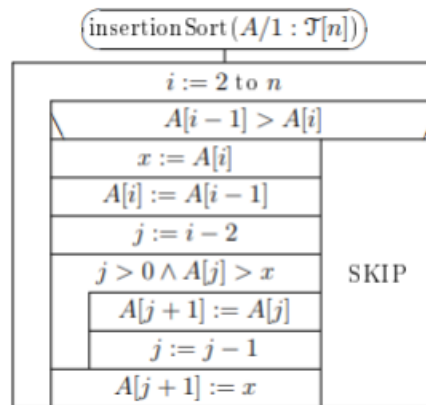 insertionSort(A/1 : 𝒯[n])
i := 2 to n
A[i − 1] > A[i]
x := A[i]
A[i] := A[i − 1]
j := i − 2
j > 0 ∧ A[j] > x
A[j + 1] := A[j]
j := j − 1
A[j + 1] := x
SKIP